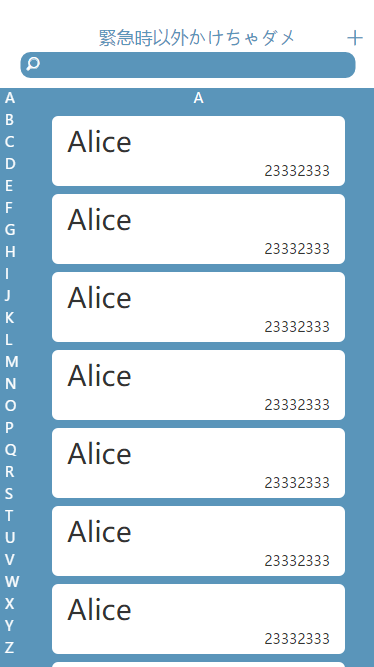 緊急時以外かけちゃダメ
+
A
A
B
C
D
E
F
G
H
I
J
K
L
M
N
O
P
Q
R
S
T
U
V
W
X
Y
Z
Alice
23332333
Alice
23332333
Alice
23332333
Alice
23332333
Alice
23332333
Alice
23332333
Alice
23332333